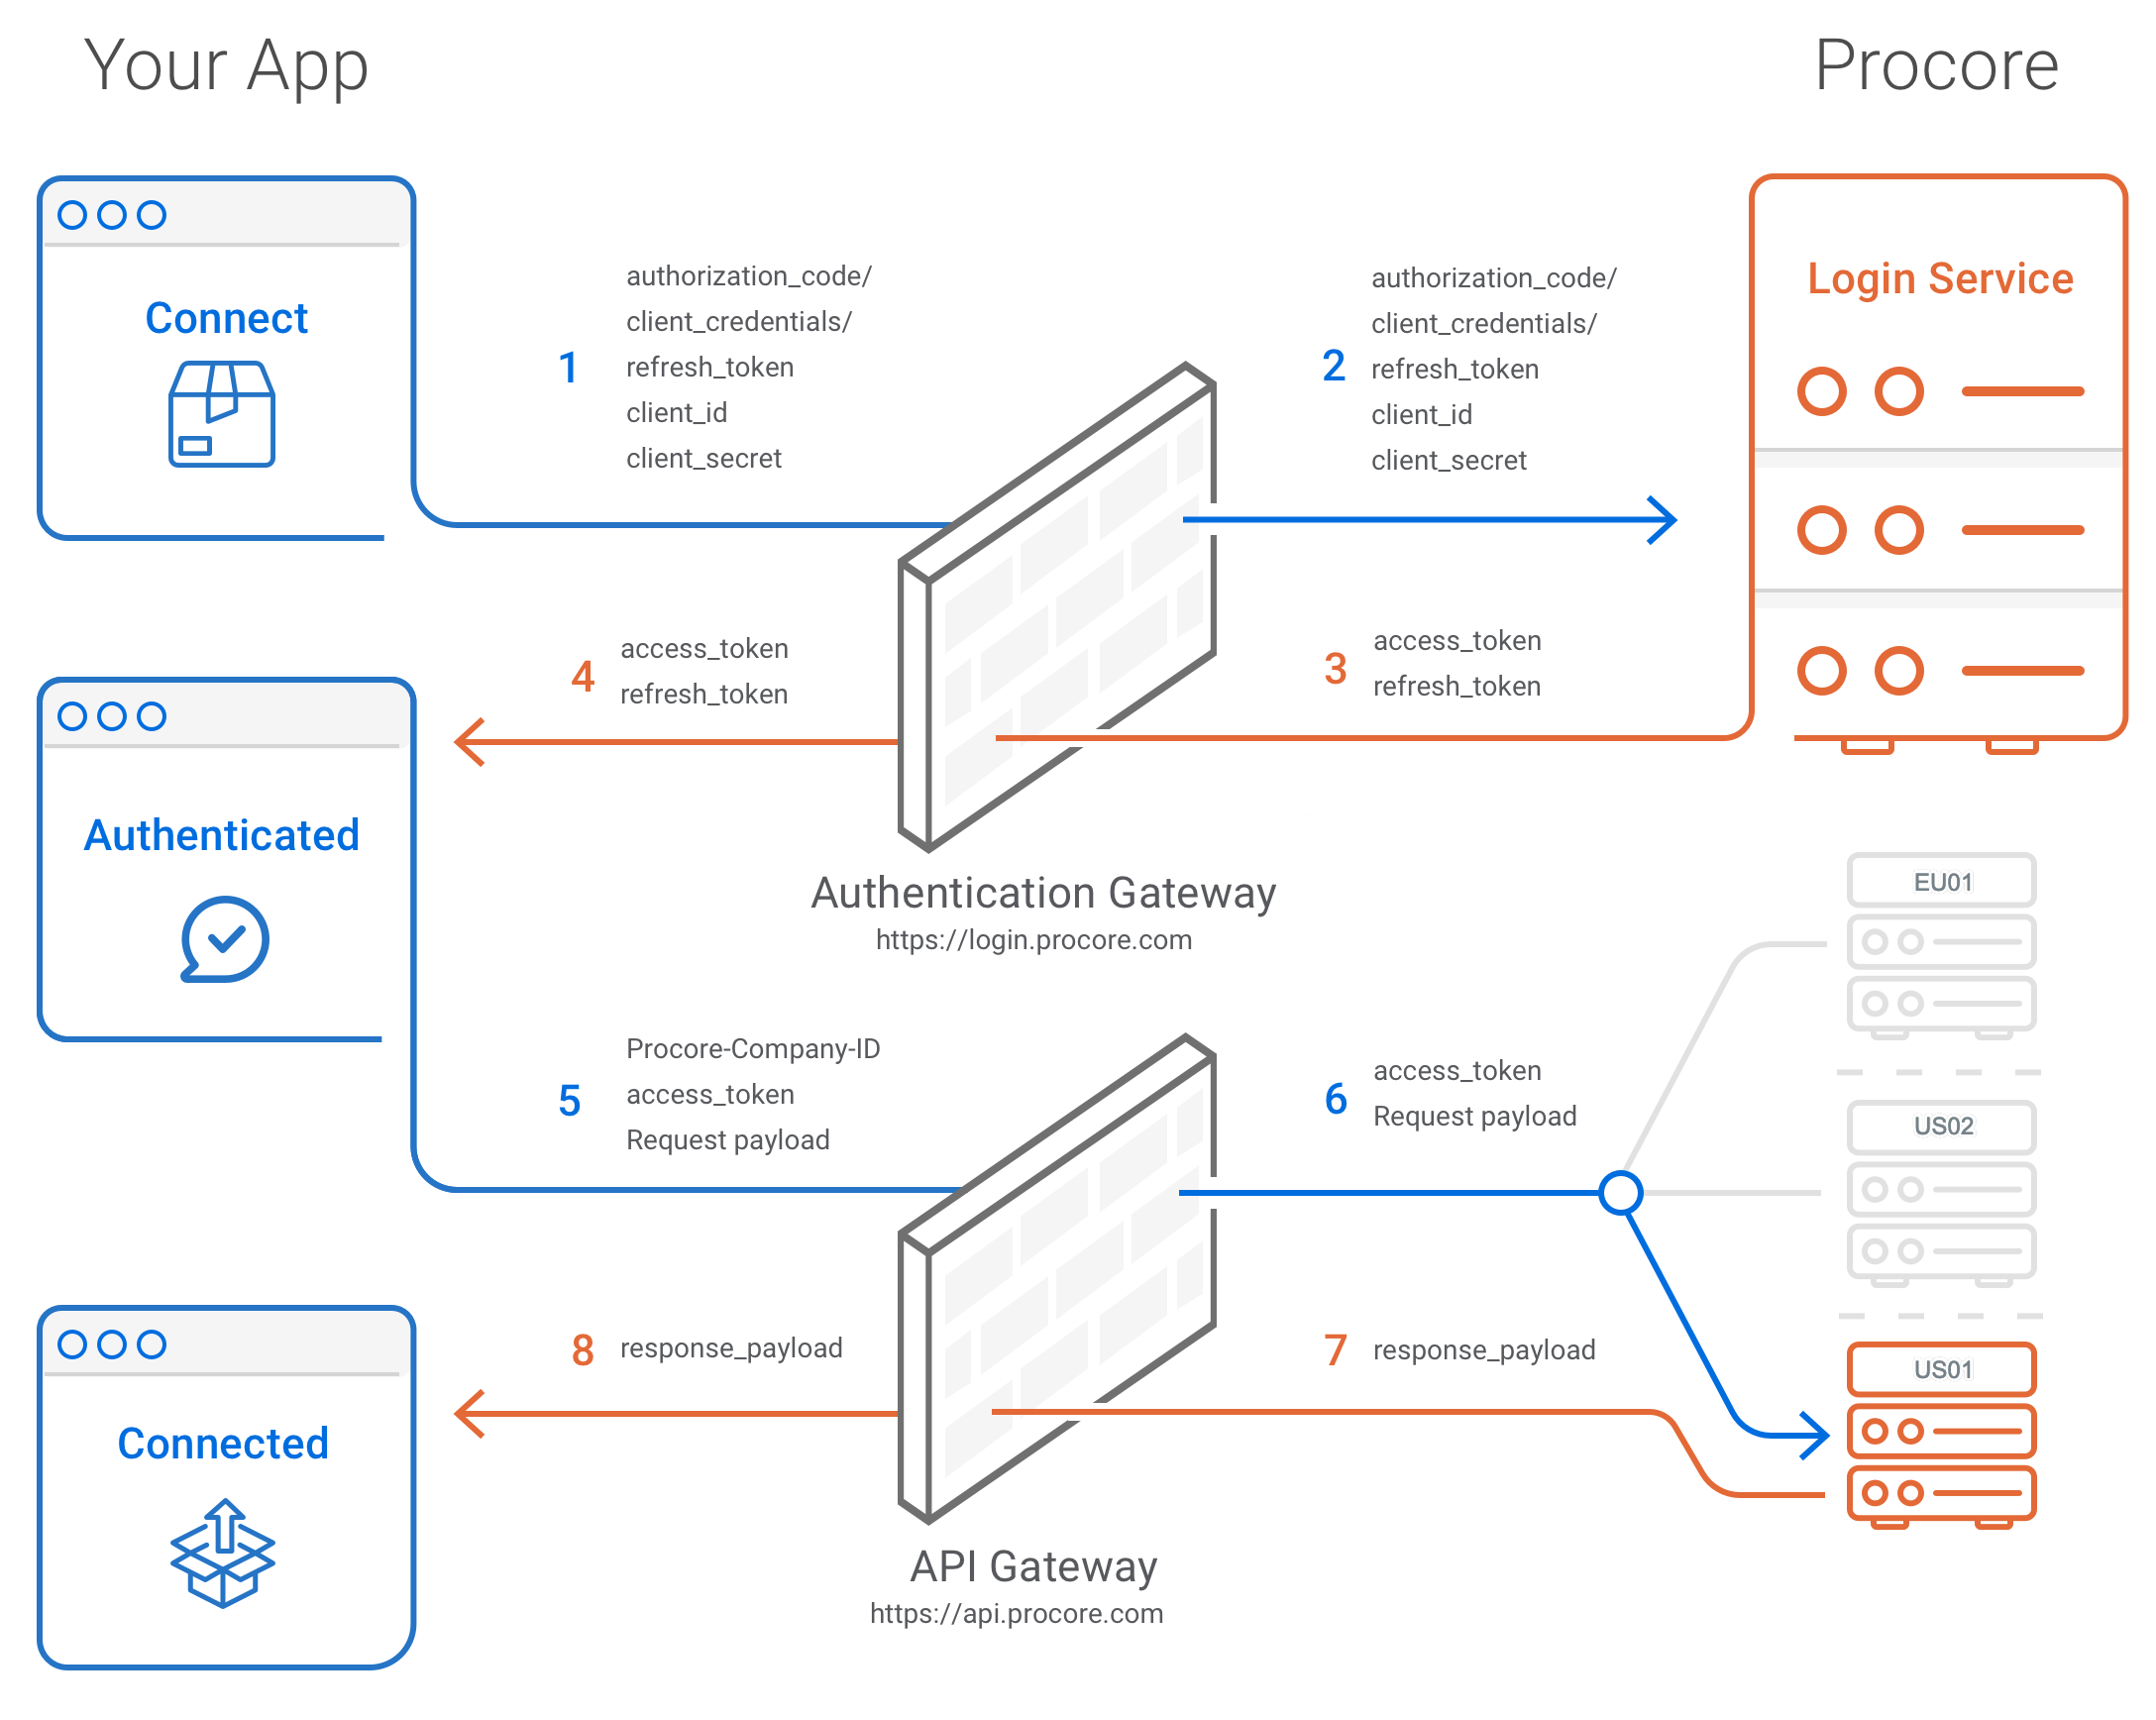 Your App
Procore
Connect
1
authorization_code/
client_credentials/
refresh_token
client_id
client_secret
2
authorization_code/
client_credentials/
refresh_token
client_id
client_secret
Login Service
4
access_token
refresh_token
3
access_token
refresh_token
Authenticated
Authentication Gateway
https://login.procore.com
5
Procore-Company-ID
access_token
Request payload
6
access_token
Request payload
EU01
US02
US01
8
response_payload
7
response_payload
Connected
API Gateway
https://api.procore.com